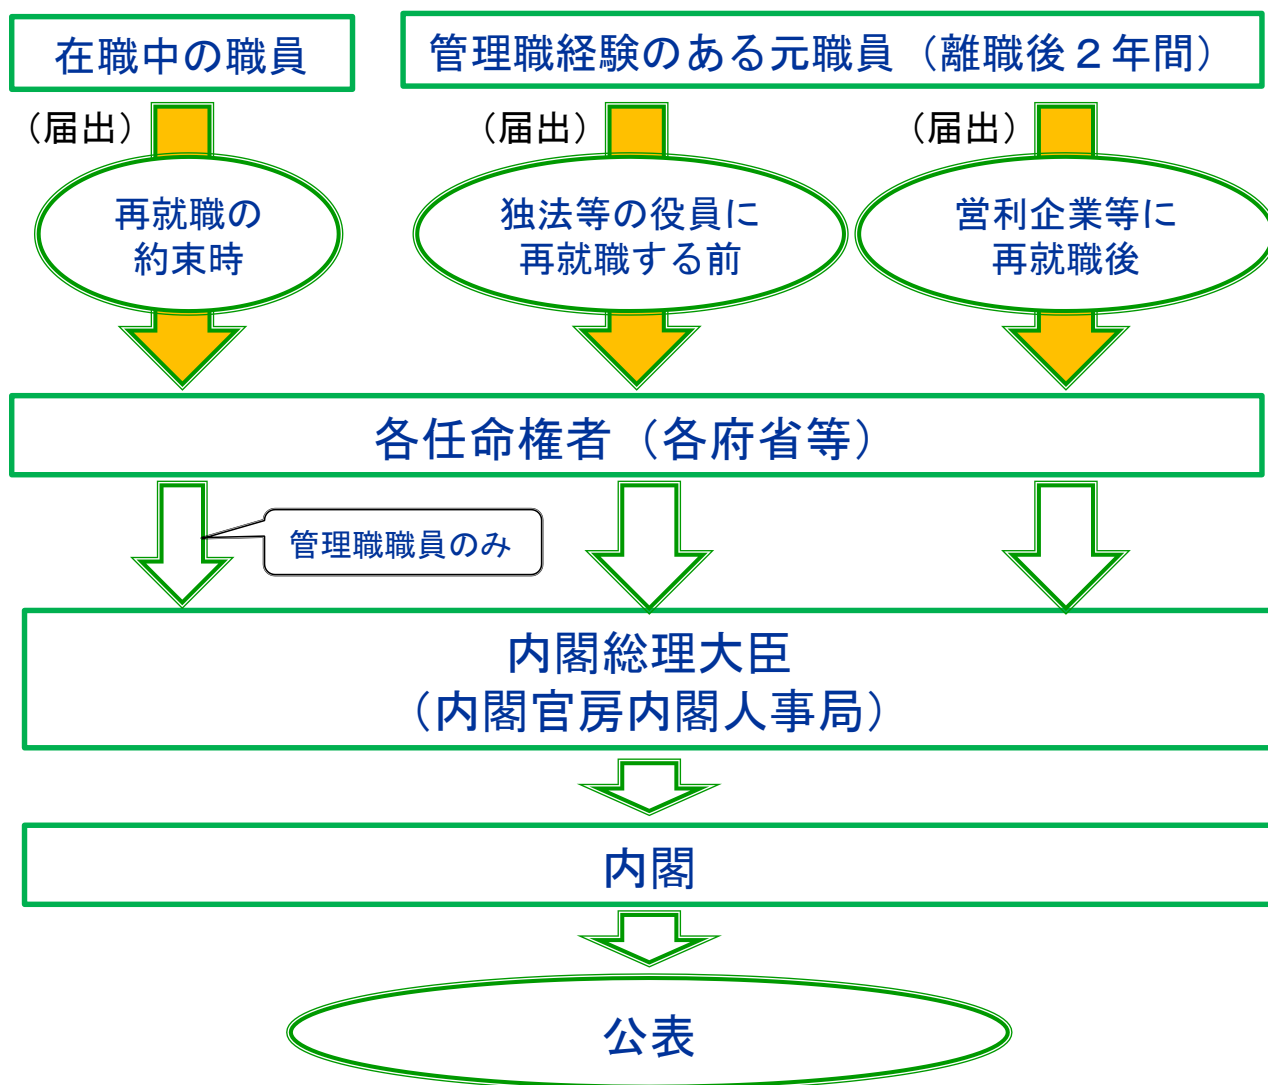 在職中の職員
管理職経験のある元職員（離職後２年間）
（届出）
（届出）
（届出）
再就職の
約束時
独法等の役員に
再就職する前
営利企業等に
再就職後
各任命権者（各府省等）
管理職職員のみ
内閣総理大臣
（内閣官房内閣人事局）
内閣
公表